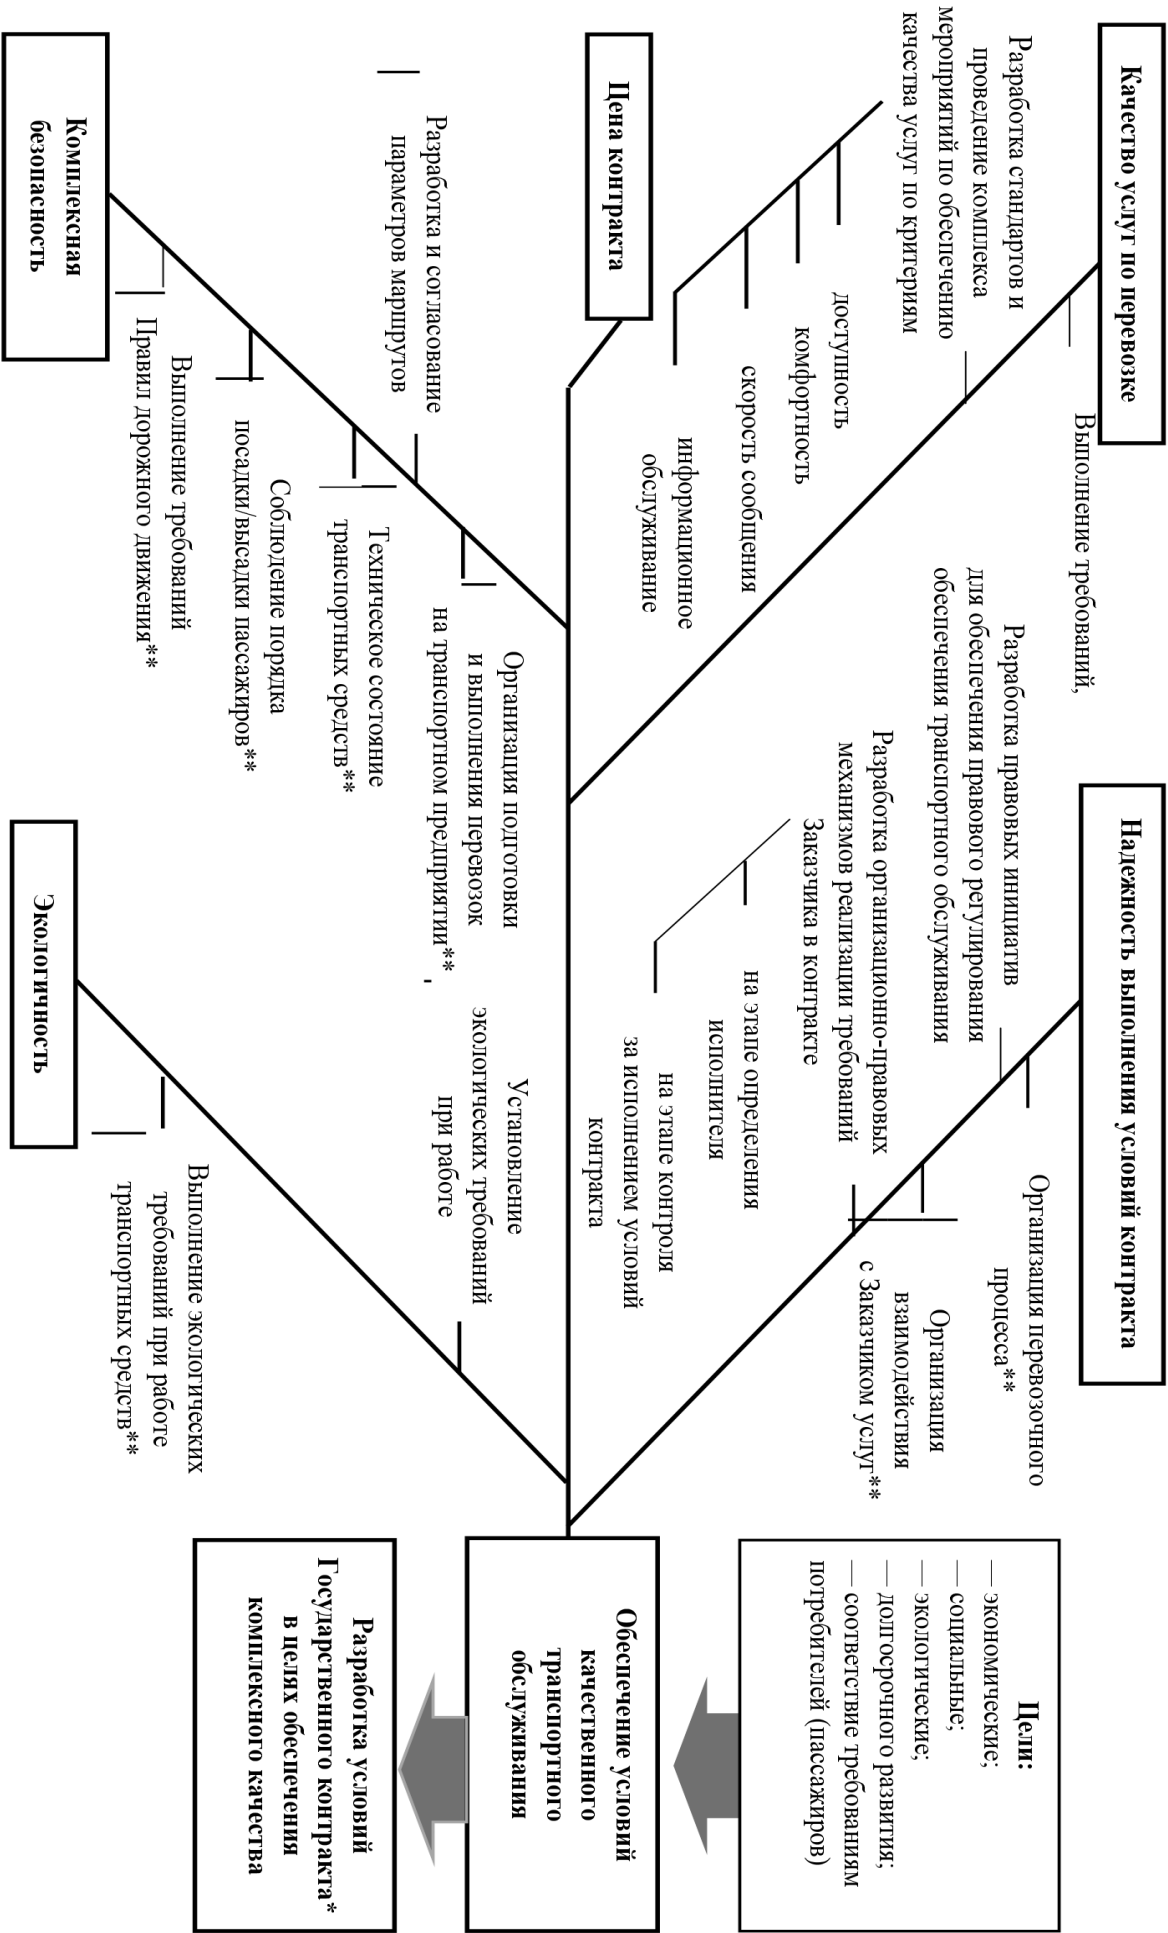 Качество услуг по перевозке
Надежность выполнения условий контракта
Выполнение требований,
Разработка стандартов и
проведение комплекса
мероприятий по обеспечению
качества услуг по критериям
доступность
комфортность
скорость сообщения
информационное
обслуживание
Цена контракта
Разработка правовых инициатив
для обеспечения правового регулирования
обеспечения транспортного обслуживания
Организация перевозочного
процесса**
Разработка организационно-правовых
механизмов реализации требований
Заказчика в контракте
на этапе определения
исполнителя
на этапе контроля
за исполнением условий
контракта
Организация
взаимодействия
с Заказчиком услуг**
Цели:
— экономические;
— социальные;
— экологические;
— долгосрочного развития;
— соответствие требованиям
потребителей (пассажиров)
Обеспечение условий
качественного
транспортного
обслуживания
Разработка условий
Государственного контракта*
в целях обеспечения
комплексного качества
Разработка и согласование
параметров маршрутов
Организация подготовки
и выполнения перевозок
на транспортном предприятии**
Техническое состояние
транспортных средств**
Соблюдение порядка
посадки/высадки пассажиров**
Выполнение требований
Правил дорожного движения**
Комплексная
безопасность
Установление
экологических требований
при работе
Выполнение экологических
требований при работе
транспортных средств**
Экологичность